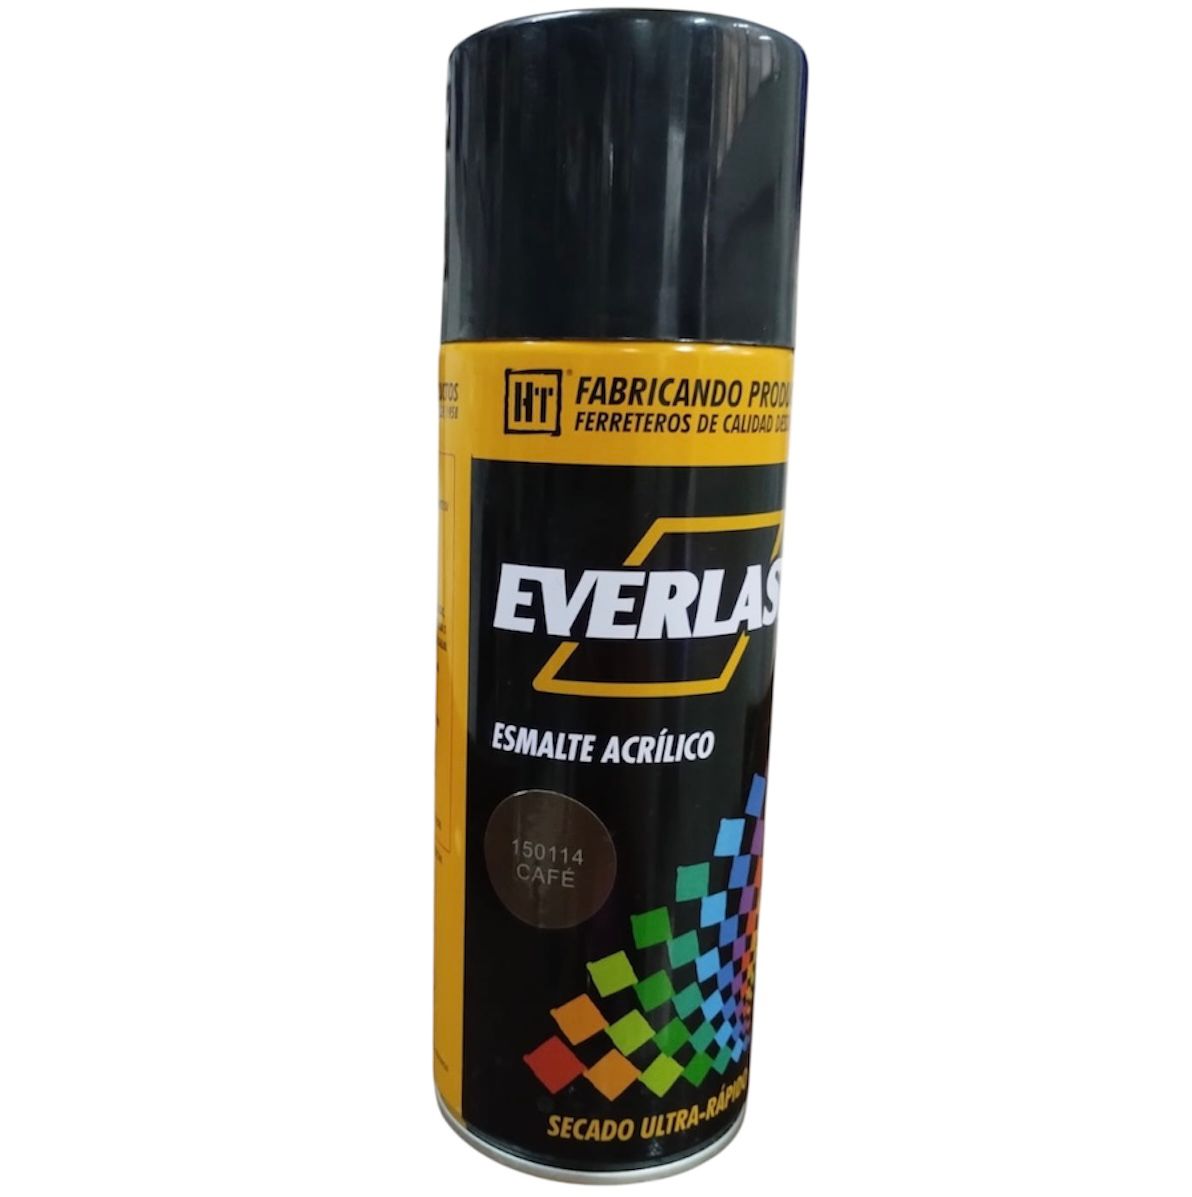 HT
FABRICANDO PRODU
FERRETEROS DE CALIDAD DES
EVERLAS
ESMALTE ACRÍLICO
150114
CAFÉ
SECADO ULTRA-RÁPIDO